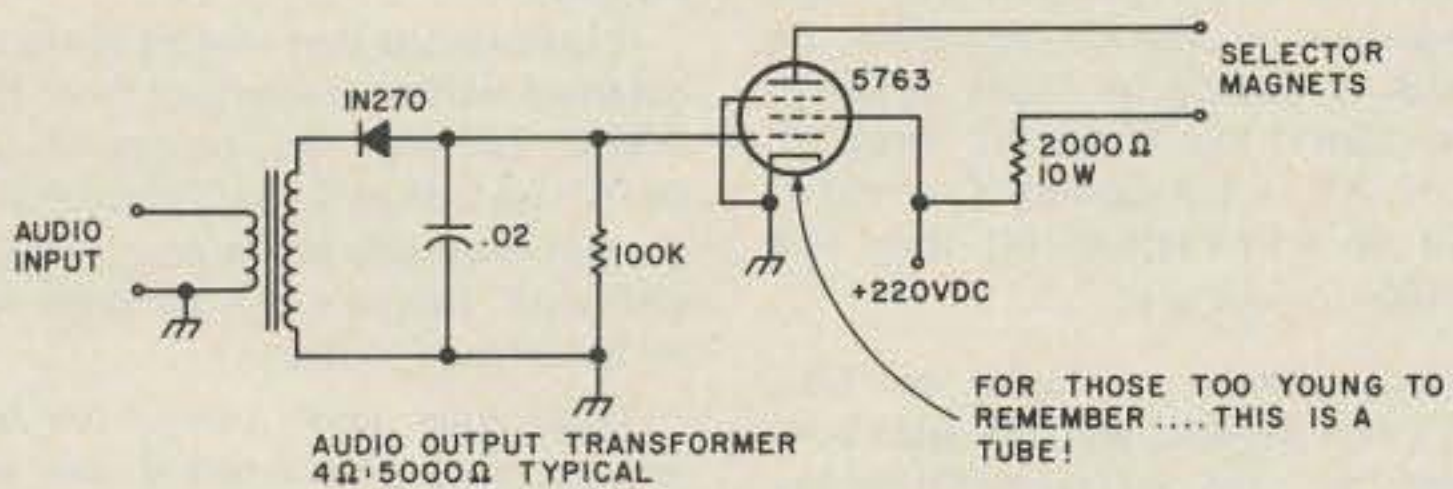 IN270
5763
SELECTOR
MAGNETS
2000Ω
10W
AUDIO
INPUT
.02
100K
+220VDC
AUDIO OUTPUT TRANSFORMER
4Ω:5000Ω TYPICAL
FOR THOSE TOO YOUNG TO
REMEMBER .... THIS IS A
TUBE!